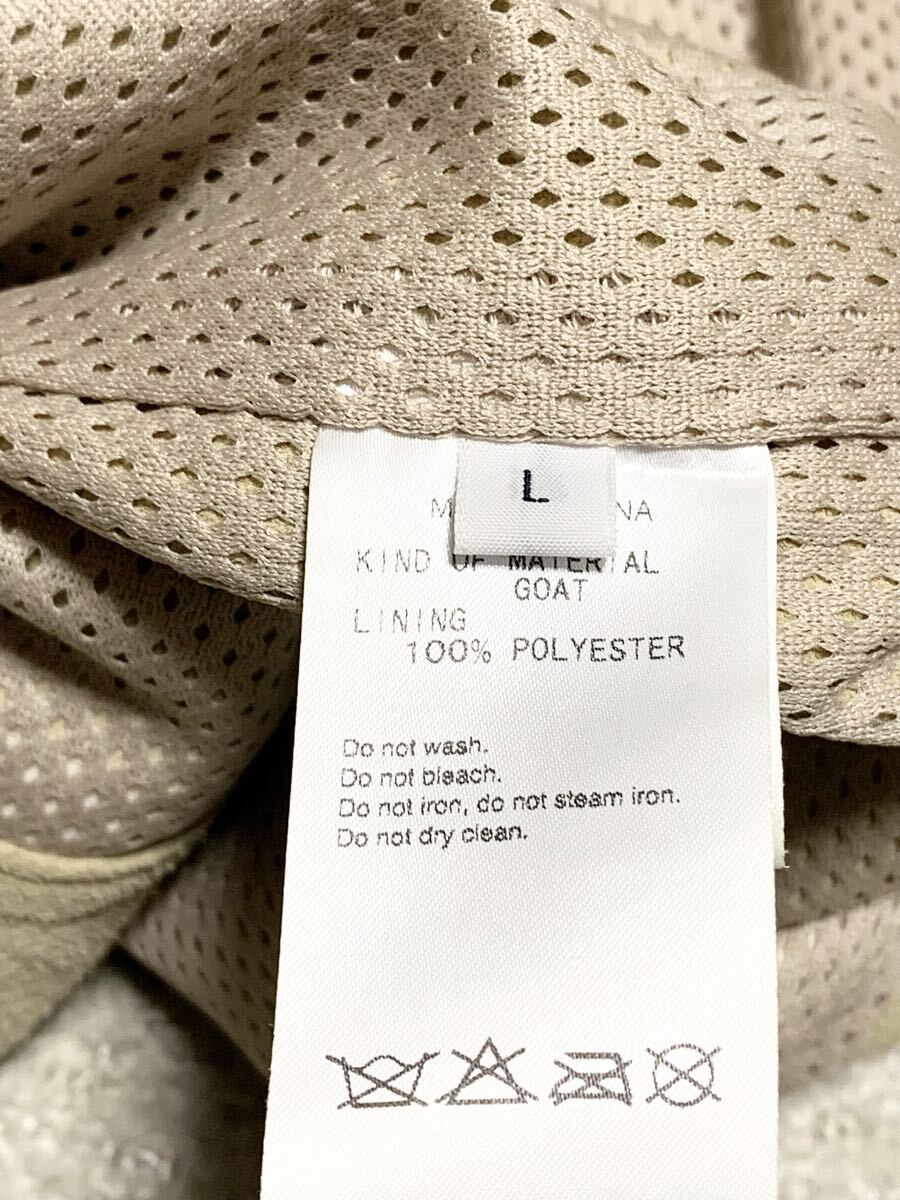 L
KIND OF MATERIAL
GOAT
LINING
100% POLYESTER
Do not wash.
Do not bleach.
Do not iron, do not steam iron.
Do not dry clean.